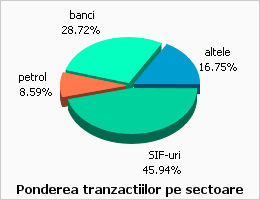 banci
28.72%
altele
16.75%
petrol
8.59%
SIF-uri
45.94%
Ponderea tranzactiilor pe sectoare